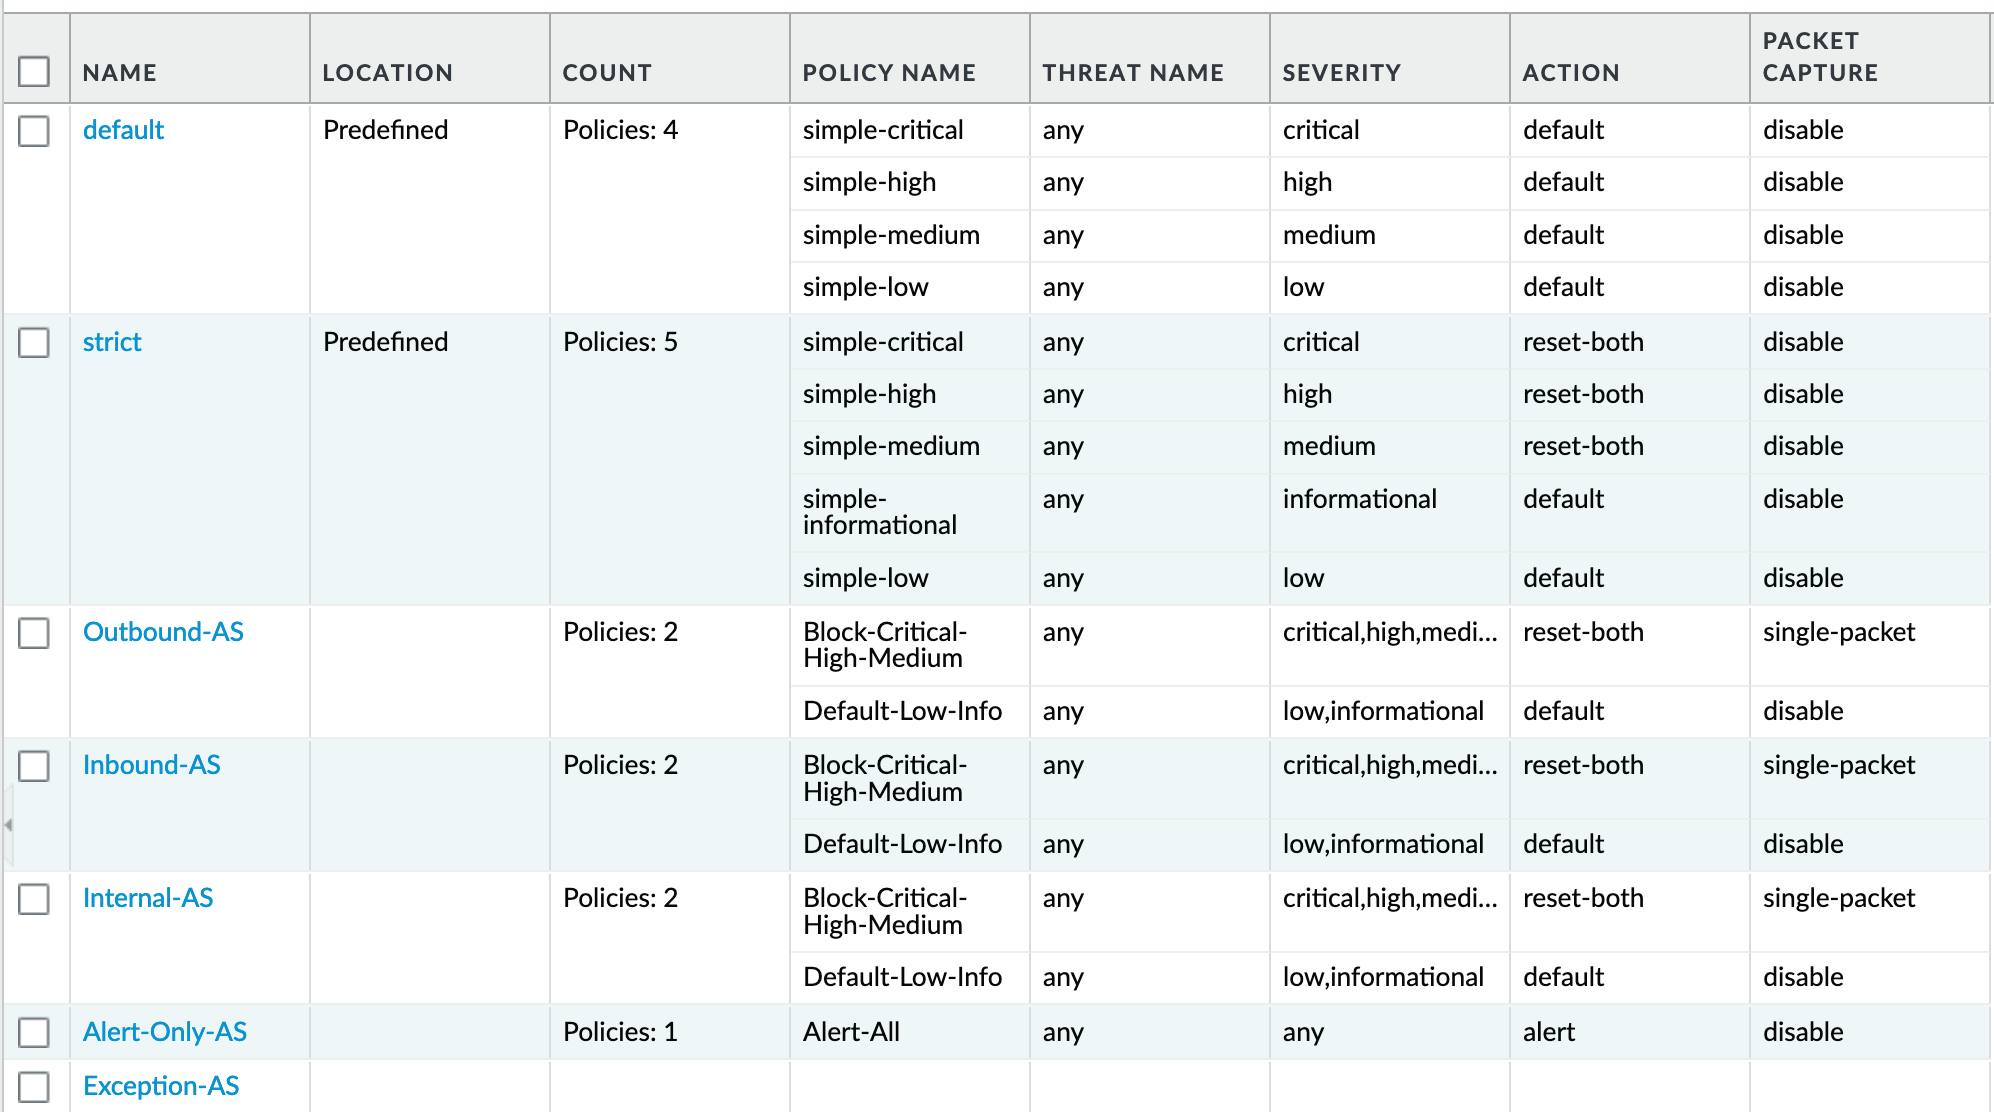 NAME LOCATION COUNT POLICY NAME THREAT NAME SEVERITY ACTION PACKET CAPTURE
default Predefined Policies: 4 simple-critical any critical default disable
simple-high any high default disable
simple-medium any medium default disable
simple-low any low default disable
strict Predefined Policies: 5 simple-critical any critical reset-both disable
simple-high any high reset-both disable
simple-medium any medium reset-both disable
simple- any informational default disable
informational
simple-low any low default disable
Outbound-AS Policies: 2 Block-Critical- any critical,high,medi... reset-both single-packet
High-Medium
Default-Low-Info any low,informational default disable
Inbound-AS Policies: 2 Block-Critical- any critical,high,medi... reset-both single-packet
High-Medium
Default-Low-Info any low,informational default disable
Internal-AS Policies: 2 Block-Critical- any critical,high,medi... reset-both single-packet
High-Medium
Default-Low-Info any low,informational default disable
Alert-Only-AS Policies: 1 Alert-All any any alert disable
Exception-AS